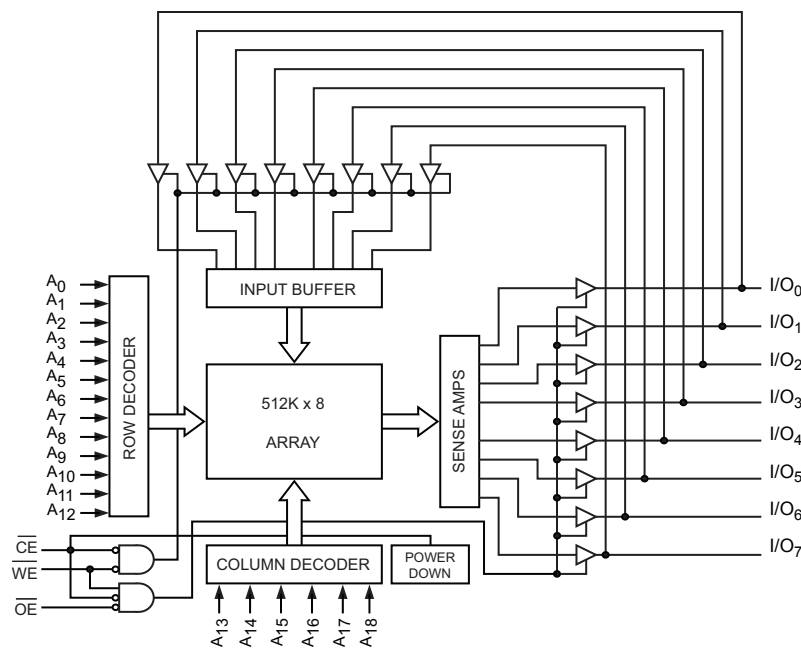 INPUT BUFFER
A0
A1
A2
A3
A4
A5
A6
A7
A8
A9
A10
A11
A12
ROW DECODER
512K x 8
ARRAY
SENSE AMPS
I/O0
I/O1
I/O2
I/O3
I/O4
I/O5
I/O6
I/O7
CE
WE
OE
COLUMN DECODER
POWER
DOWN
A13
A14
A15
A16
A17
A18